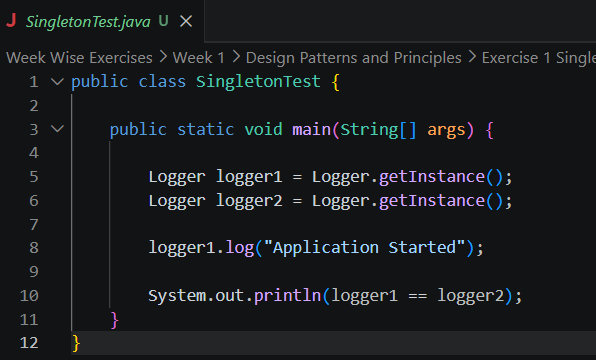 J SingletonTest.java U ×
Week Wise Exercises > Week 1 > Design Patterns and Principles > Exercise 1 Single
1 public class SingletonTest {
2
3     public static void main(String[] args) {
4
5         Logger logger1 = Logger.getInstance();
6         Logger logger2 = Logger.getInstance();
7
8         logger1.log("Application Started");
9
10         System.out.println(logger1 == logger2);
11     }
12 }